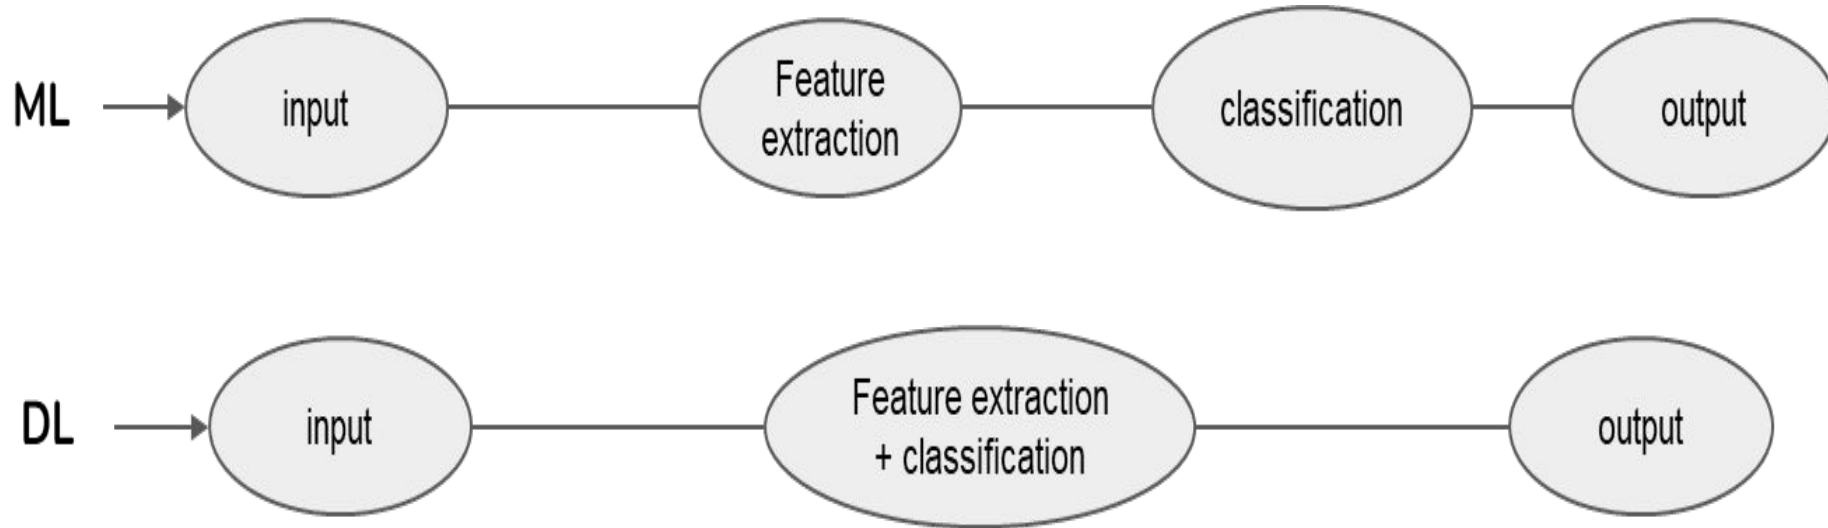 ML
input
Feature
extraction
classification
output
DL
input
Feature extraction
+ classification
output